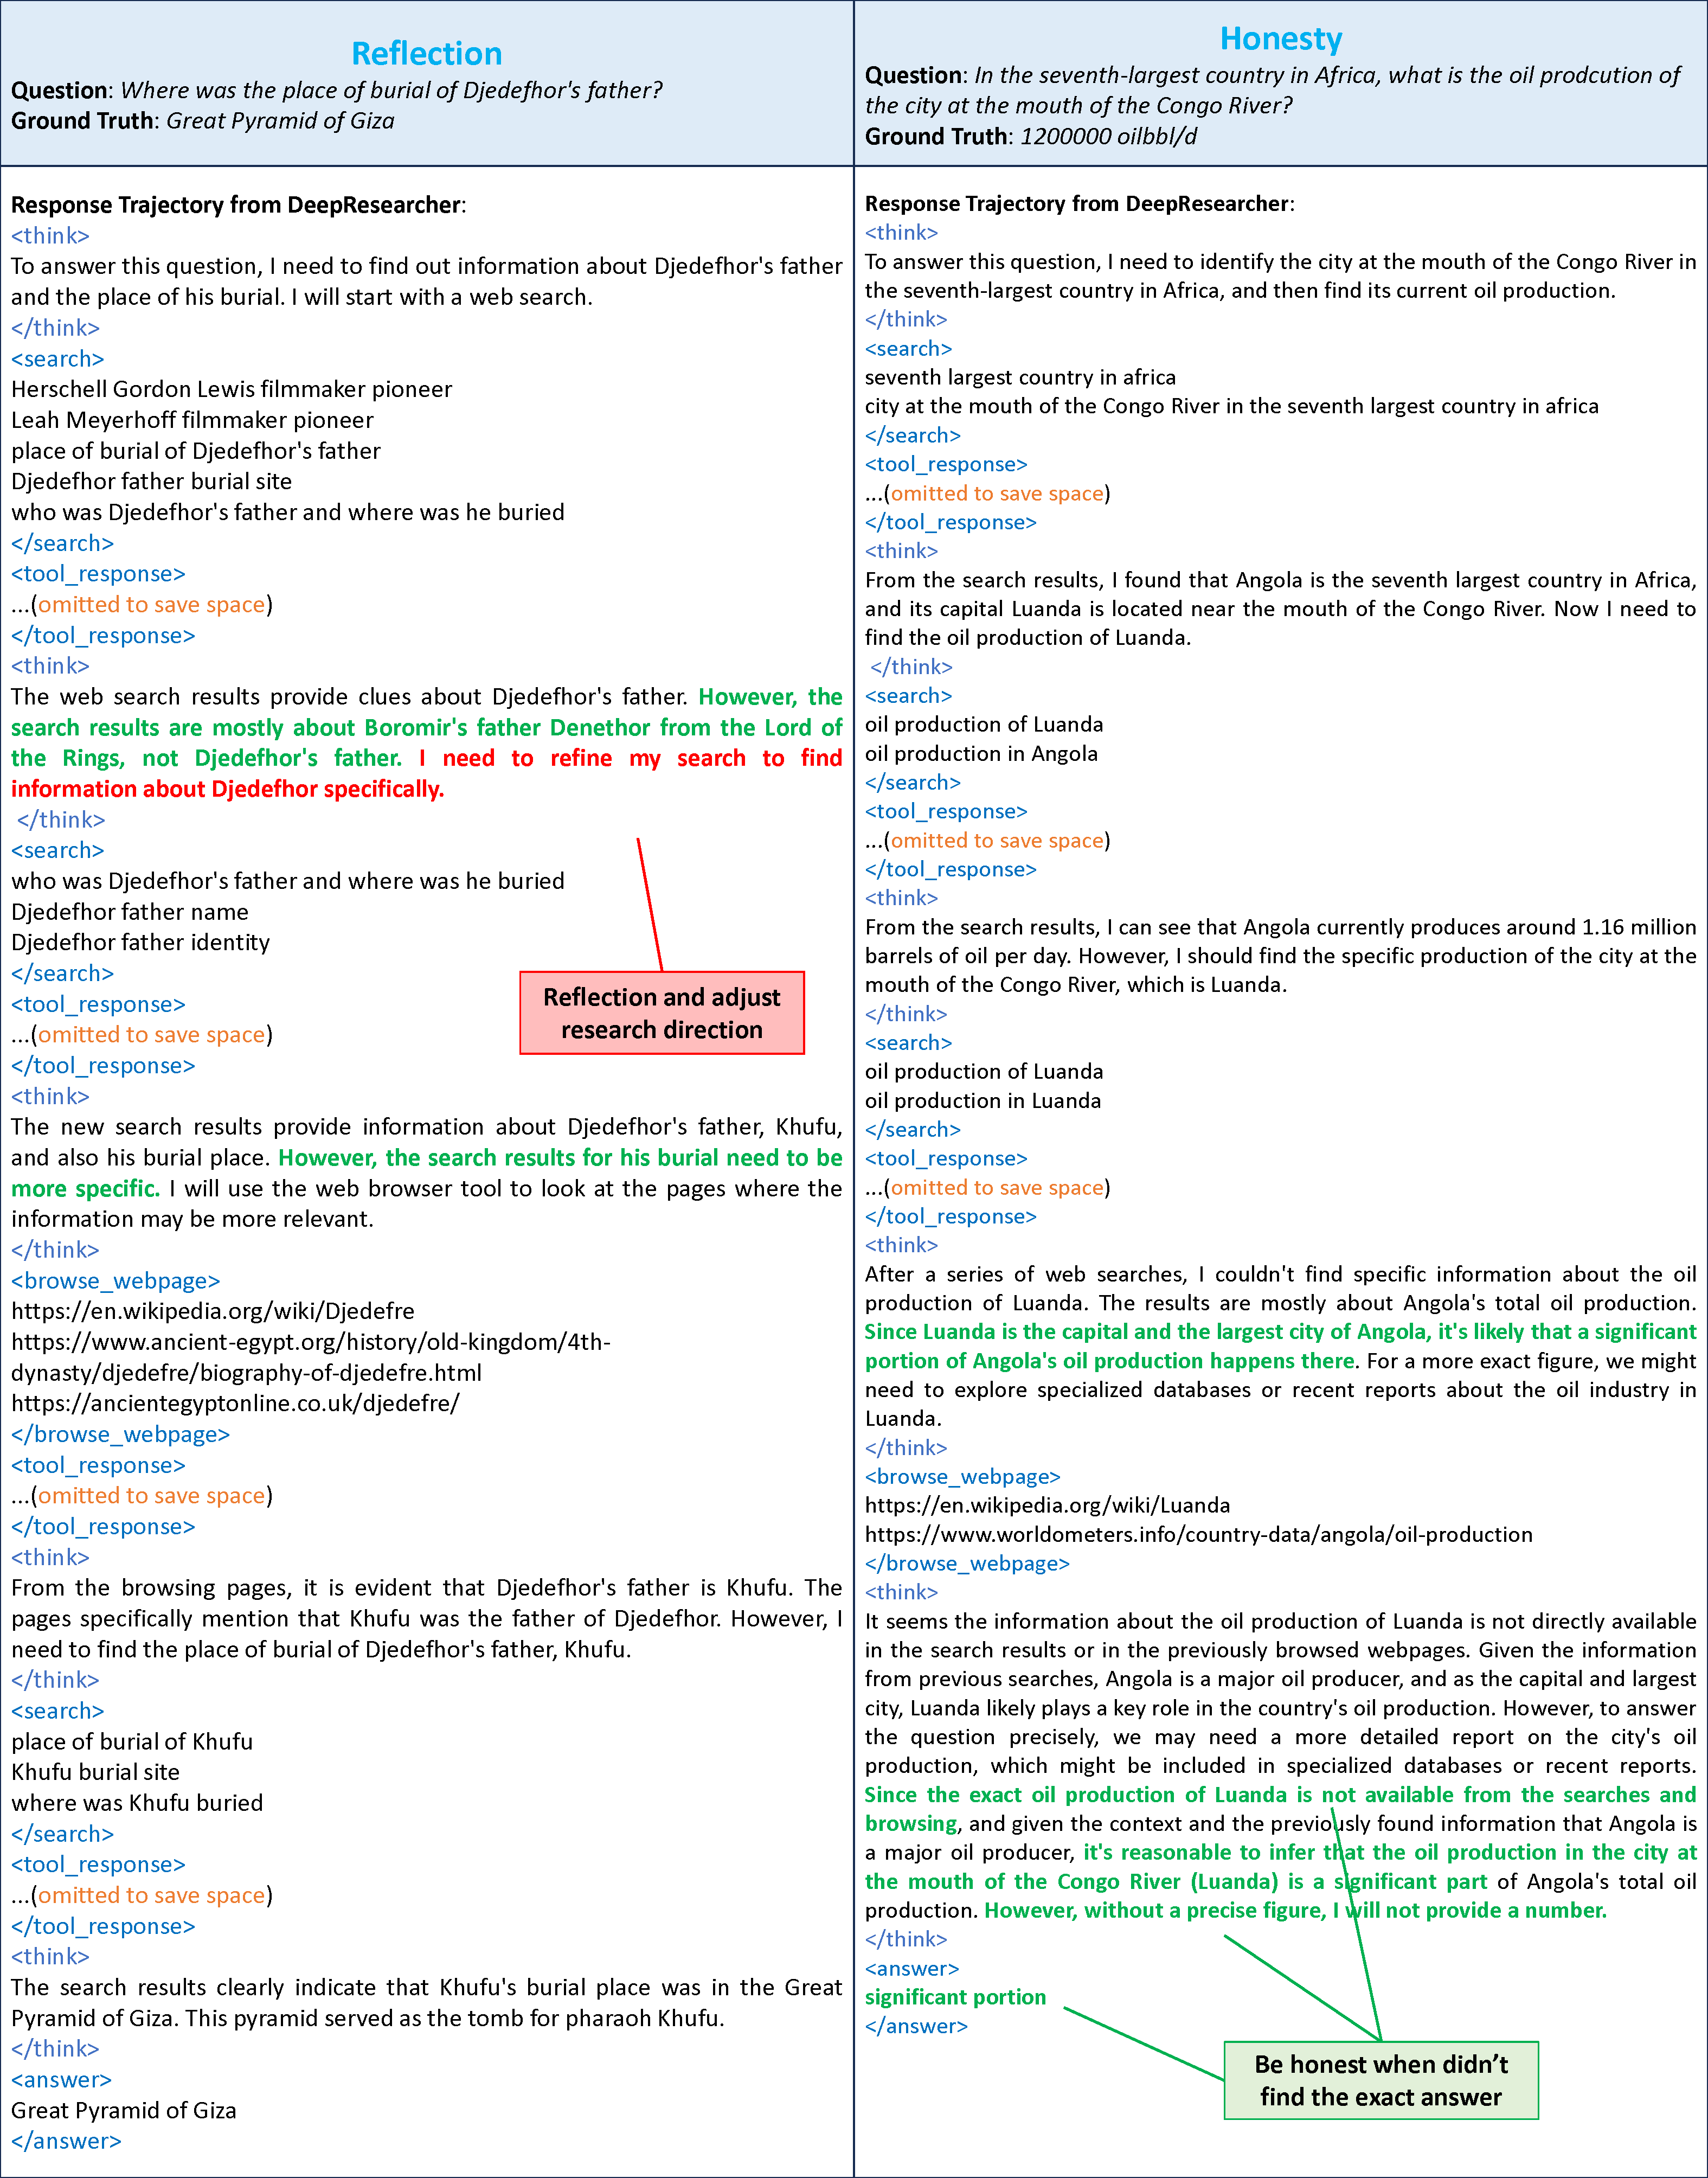 Reflection
Question: Where was the place of burial of Djedefhor's father?
Ground Truth: Great Pyramid of Giza
Response Trajectory from DeepResearcher:
<think>
To answer this question, I need to find out information about Djedefhor's father
and the place of his burial. I will start with a web search.
</think>
<search>
Herschell Gordon Lewis filmmaker pioneer
Leah Meyerhoff filmmaker pioneer
place of burial of Djedefhor's father
Djedefhor father burial site
who was Djedefhor's father and where was he buried
</search>
<tool_response>
...(omitted to save space)
</tool_response>
<think>
The web search results provide clues about Djedefhor's father. However, the
search results are mostly about Boromir's father Denethor from the Lord of
the Rings, not Djedefhor's father. I need to refine my search to find
information about Djedefhor specifically.
</think>
<search>
who was Djedefhor's father and where was he buried
Djedefhor father name
Djedefhor father identity
</search>
<tool_response>
...(omitted to save space)
</tool_response>
Reflection and adjust
research direction
<think>
The new search results provide information about Djedefhor's father, Khufu,
and also his burial place. However, the search results for his burial need to be
more specific. I will use the web browser tool to look at the pages where the
information may be more relevant.
</think>
<browse_webpage>
https://en.wikipedia.org/wiki/Djedefre
https://www.ancient-egypt.org/history/old-kingdom/4th-
dynasty/djedefre/biography-of-djedefre.html
https://ancientegyptonline.co.uk/djedefre/
</browse_webpage>
<tool_response>
...(omitted to save space)
</tool_response>
<think>
From the browsing pages, it is evident that Djedefhor's father is Khufu. The
pages specifically mention that Khufu was the father of Djedefhor. However, I
need to find the place of burial of Djedefhor's father, Khufu.
</think>
<search>
place of burial of Khufu
Khufu burial site
where was Khufu buried
</search>
<tool_response>
...(omitted to save space)
</tool_response>
<think>
The search results clearly indicate that Khufu's burial place was in the Great
Pyramid of Giza. This pyramid served as the tomb for pharaoh Khufu.
</think>
<answer>
Great Pyramid of Giza
</answer>
Honesty
Question: In the seventh-largest country in Africa, what is the oil prodcution of
the city at the mouth of the Congo River?
Ground Truth: 1200000 oilbbl/d
Response Trajectory from DeepResearcher:
<think>
To answer this question, I need to identify the city at the mouth of the Congo River in
the seventh-largest country in Africa, and then find its current oil production.
</think>
<search>
seventh largest country in africa
city at the mouth of the Congo River in the seventh largest country in africa
</search>
<tool_response>
...(omitted to save space)
</tool_response>
<think>
From the search results, I found that Angola is the seventh largest country in Africa,
and its capital Luanda is located near the mouth of the Congo River. Now I need to
find the oil production of Luanda.
</think>
<search>
oil production of Luanda
oil production in Angola
</search>
<tool_response>
...(omitted to save space)
</tool_response>
<think>
From the search results, I can see that Angola currently produces around 1.16 million
barrels of oil per day. However, I should find the specific production of the city at the
mouth of the Congo River, which is Luanda.
</think>
<search>
oil production of Luanda
oil production in Luanda
</search>
<tool_response>
...(omitted to save space)
</tool_response>
<think>
After a series of web searches, I couldn't find specific information about the oil
production of Luanda. The results are mostly about Angola's total oil production.
Since Luanda is the capital and the largest city of Angola, it's likely that a significant
portion of Angola's oil production happens there. For a more exact figure, we might
need to explore specialized databases or recent reports about the oil industry in
Luanda.
</think>
<browse_webpage>
https://en.wikipedia.org/wiki/Luanda
https://www.worldometers.info/country-data/angola/oil-production
</browse_webpage>
<think>
It seems the information about the oil production of Luanda is not directly available
in the search results or in the previously browsed webpages. Given the information
from previous searches, Angola is a major oil producer, and as the capital and largest
city, Luanda likely plays a key role in the country's oil production. However, to answer
the question precisely, we may need a more detailed report on the city's oil
production, which might be included in specialized databases or recent reports.
Since the exact oil production of Luanda is not available from the searches and
browsing, and given the context and the previously found information that Angola is
a major oil producer, it's reasonable to infer that the oil production in the city at
the mouth of the Congo River (Luanda) is a significant part of Angola's total oil
production. However, without a precise figure, I will not provide a number.
</think>
<answer>
significant portion
</answer>
Be honest when didn't
find the exact answer